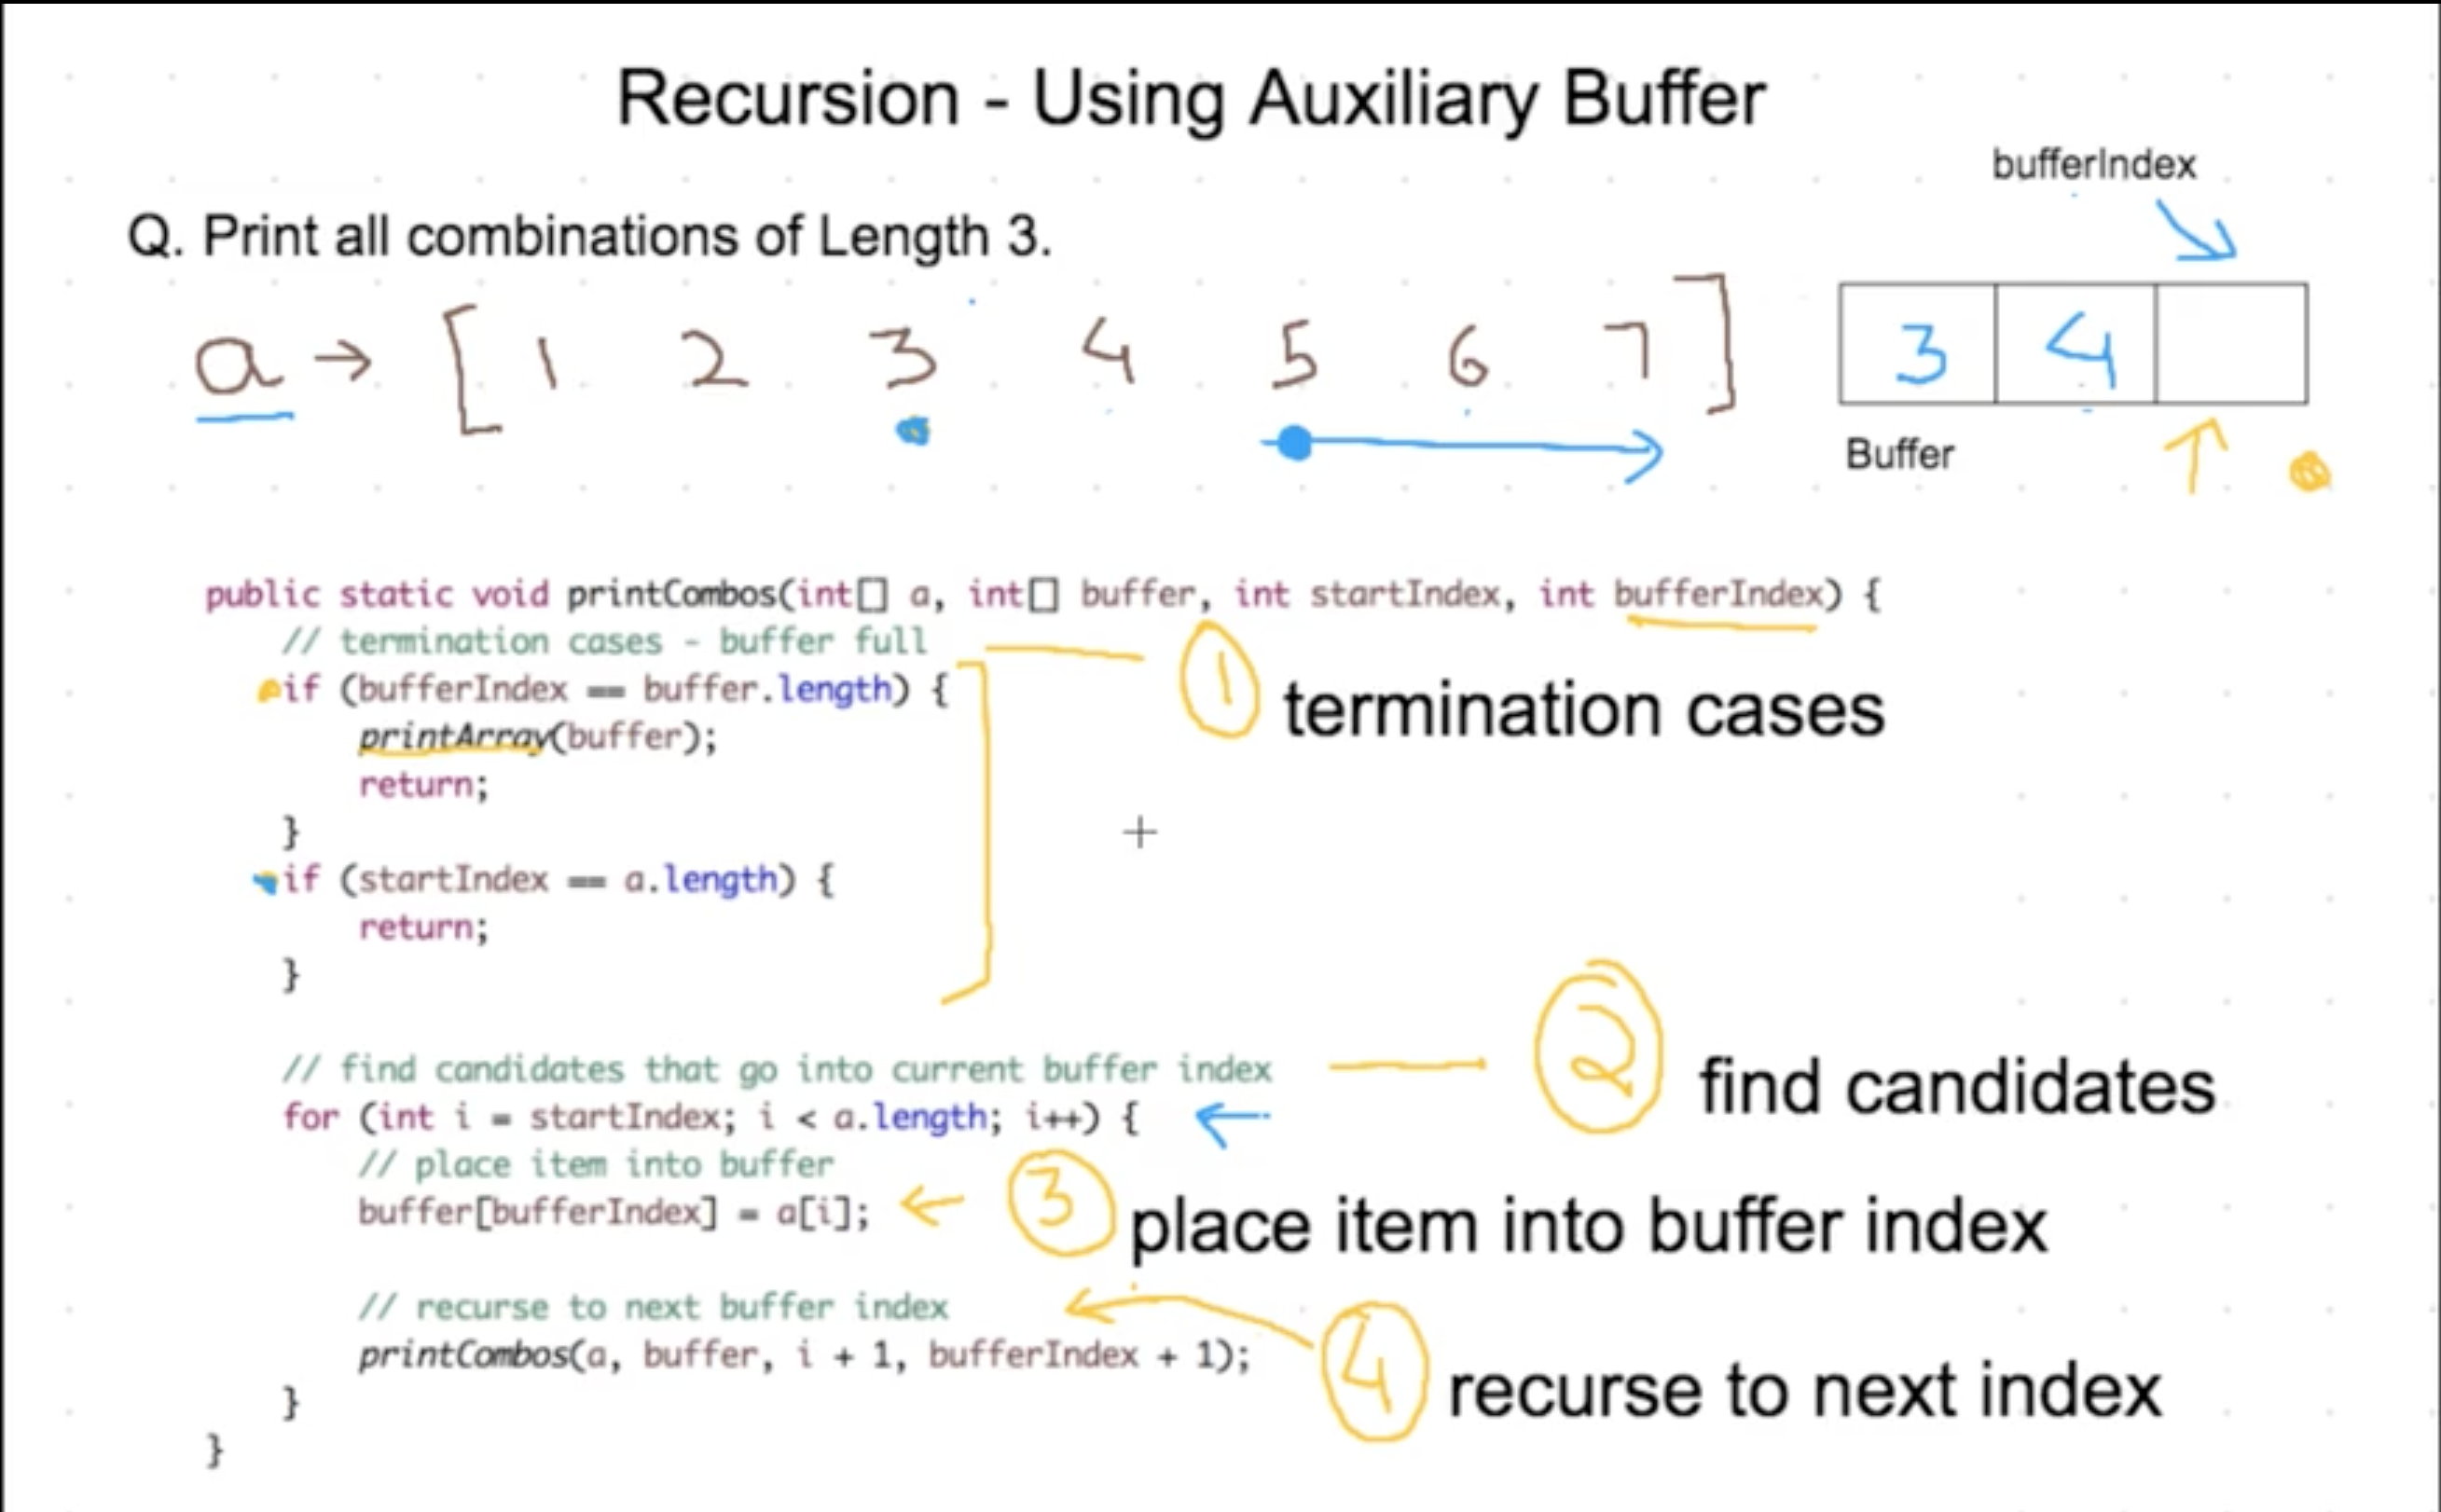 Recursion - Using Auxiliary Buffer
bufferIndex
Q. Print all combinations of Length 3.
a → [ 1 2 3 4 5 6 7 ]
3 4
Buffer
public static void printCombos(int[] a, int[] buffer, int startIndex, int bufferIndex) {
// termination cases - buffer full
1 termination cases
if (bufferIndex == buffer.length) {
printArray(buffer);
return;
}
if (startIndex == a.length) {
return;
}
// find candidates that go into current buffer index
2 find candidates
for (int i = startIndex; i < a.length; i++) {
// place item into buffer
buffer[bufferIndex] = a[i];
3 place item into buffer index
// recurse to next buffer index
printCombos(a, buffer, i + 1, bufferIndex + 1);
4 recurse to next index
}
}